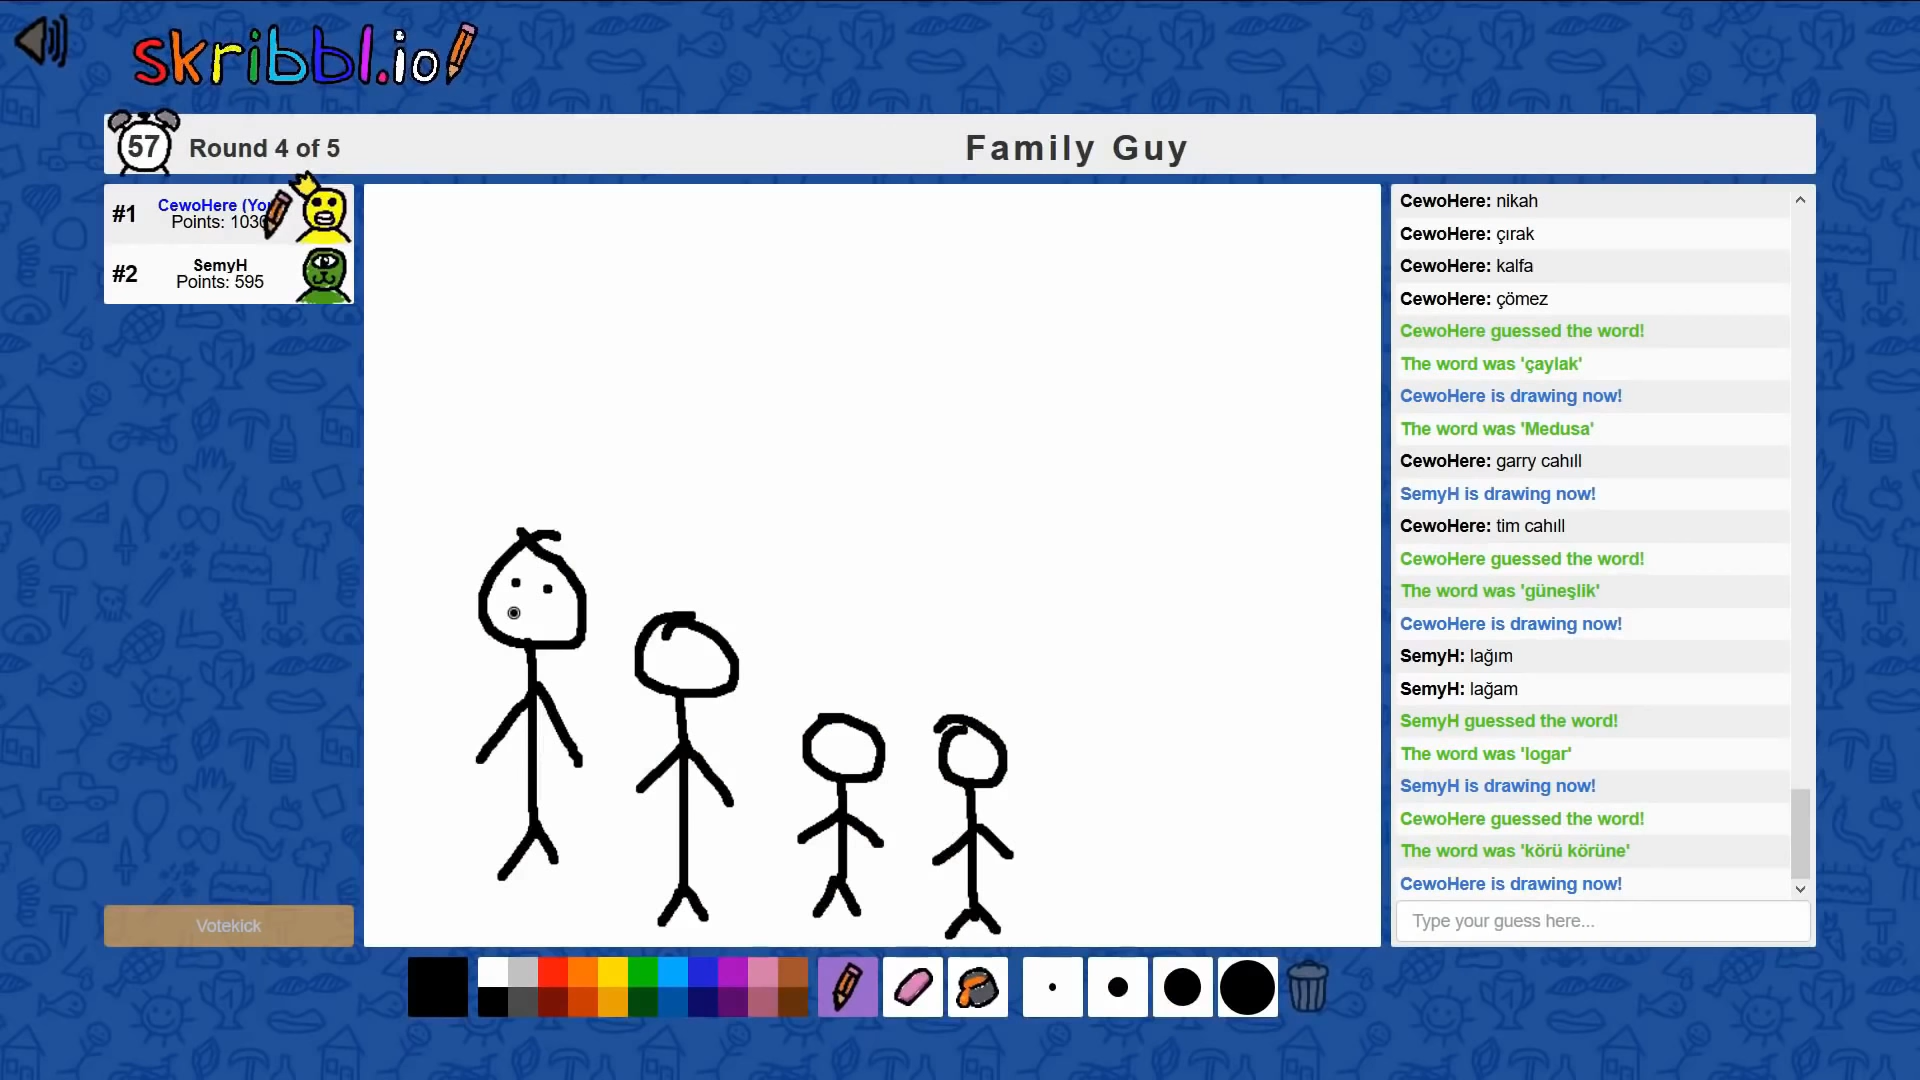 skribbl.io
57
Round 4 of 5
Family Guy
#1
CewoHere (You
Points: 1030
#2
SemyH
Points: 595
CewoHere: nikah
CewoHere: çırak
CewoHere: kalfa
CewoHere: çömez
CewoHere guessed the word!
The word was 'çaylak'
CewoHere is drawing now!
The word was 'Medusa'
CewoHere: garry cahıll
SemyH is drawing now!
CewoHere: tim cahıll
CewoHere guessed the word!
The word was 'güneşlik'
CewoHere is drawing now!
SemyH: lağım
SemyH: lağam
SemyH guessed the word!
The word was 'logar'
SemyH is drawing now!
CewoHere guessed the word!
The word was 'körü körüne'
CewoHere is drawing now!
Type your guess here...
Votekick